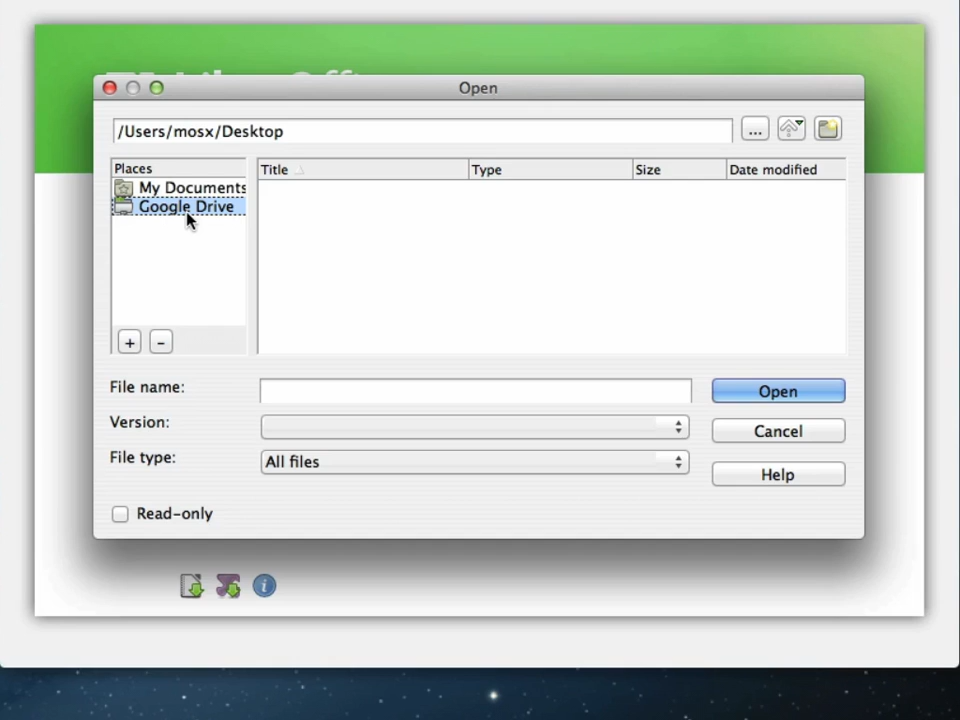 Open
/Users/mosx/Desktop
...
Places
Title
Type
Size
Date modified
My Documents
Google Drive
+
-
File name:
Open
Version:
Cancel
File type:
All files
Help
Read-only